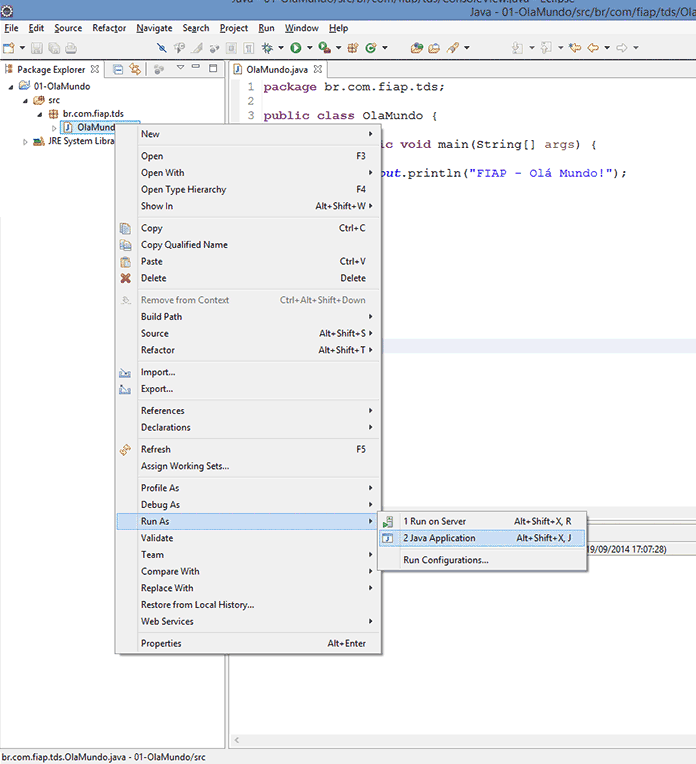 Java - 01-OlaMundo/src/br/com/fiap/tds/Ola
File Edit Source Refactor Navigate Search Project Run Window Help
Package Explorer
OlaMundo.java
01-OlaMundo
src
br.com.fiap.tds
OlaMund
JRE System Libra
1 package br.com.fiap.tds;
2
3 public class OlaMundo {
ic void main(String[] args) {
out.println("FIAP - Olá Mundo!");
New
Open F3
Open With
Open Type Hierarchy F4
Show In Alt+Shift+W
Copy Ctrl+C
Copy Qualified Name
Paste Ctrl+V
Delete Delete
Remove from Context Ctrl+Alt+Shift+Down
Build Path
Source Alt+Shift+S
Refactor Alt+Shift+T
Import...
Export...
References
Declarations
Refresh F5
Assign Working Sets...
Profile As
Debug As
Run As
Validate
Team
Compare With
Replace With
Restore from Local History...
Web Services
Properties Alt+Enter
1 Run on Server Alt+Shift+X, R
2 Java Application Alt+Shift+X, J
Run Configurations...
19/09/2014 17:07:28)
br.com.fiap.tds.OlaMundo.java - 01-OlaMundo/src